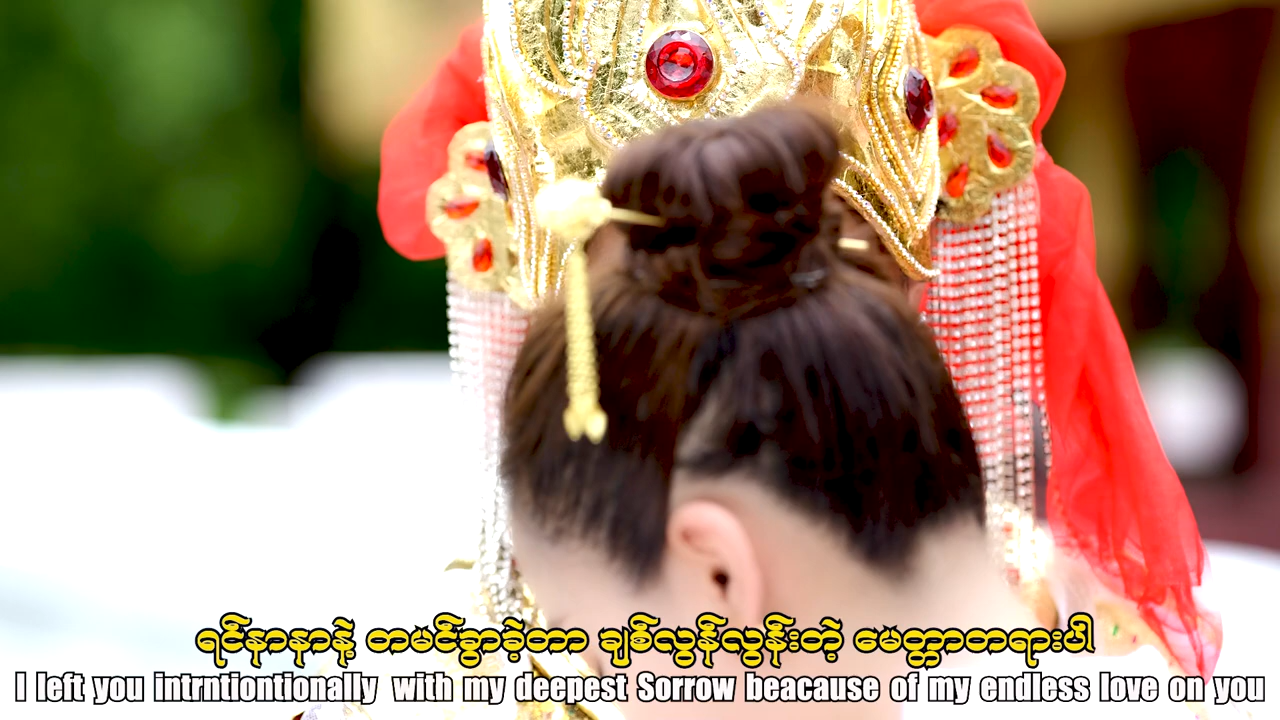 ရင်နာနာနဲ့ တမင်ခွာခဲ့တာ ချစ်လွန်လွန်းတဲ့ မေတ္တာတရားပါ
I left you intrntiontionally with my deepest Sorrow beacause of my endless love on you